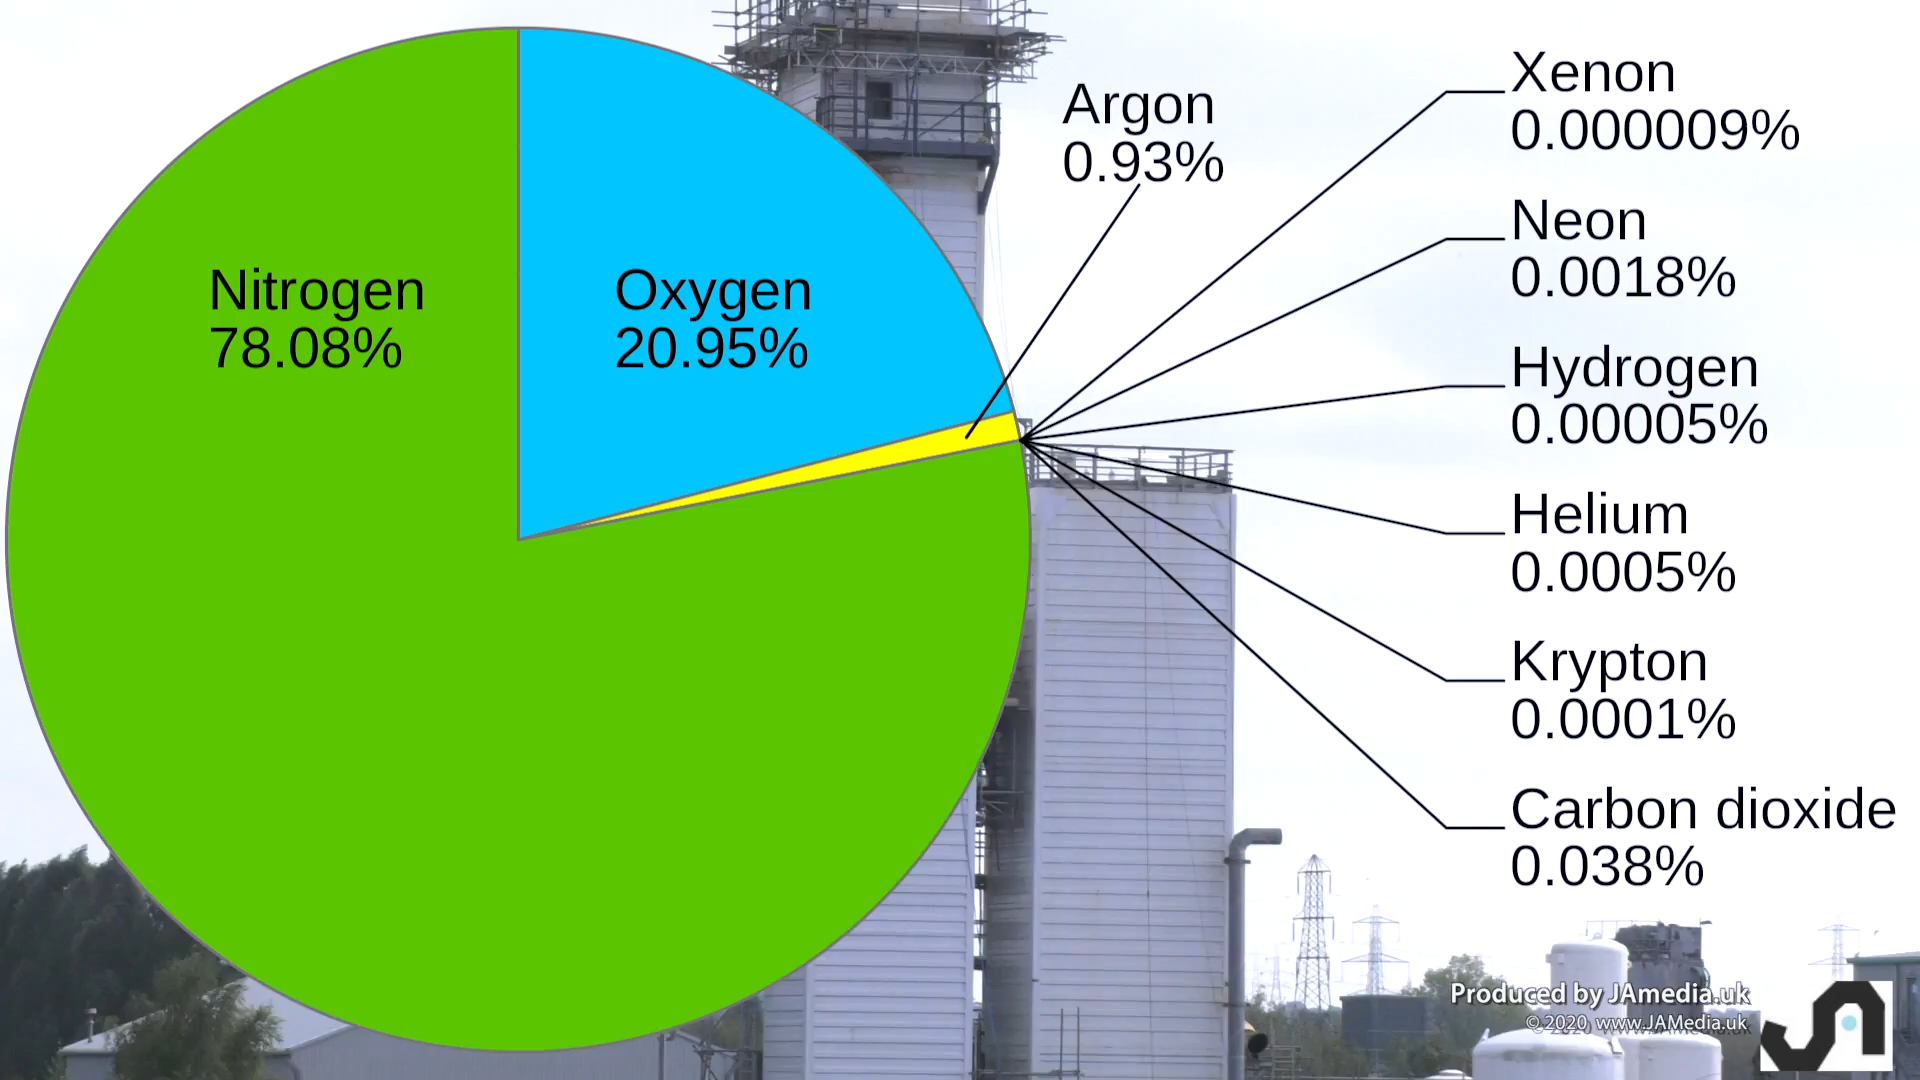 Nitrogen
78.08%
Oxygen
20.95%
Argon
0.93%
Xenon
0.000009%
Neon
0.0018%
Hydrogen
0.00005%
Helium
0.0005%
Krypton
0.0001%
Carbon dioxide
0.038%
Produced by JAmedia.uk
©2020 www.JAMedia.uk